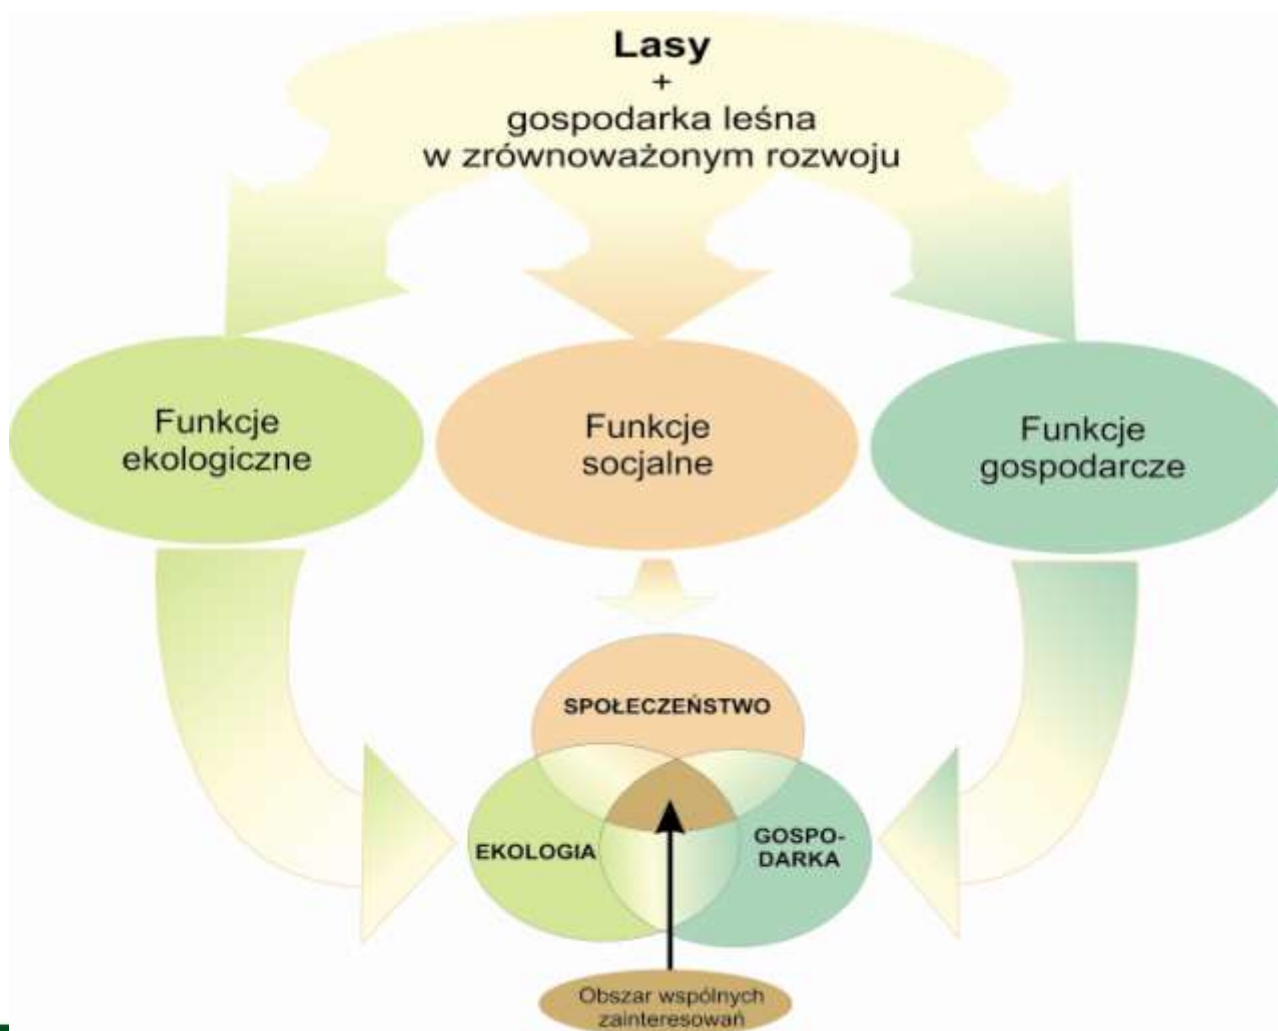 Lasy
+
gospodarka leśna
w zrównoważonym rozwoju
Funkcje
ekologiczne
Funkcje
socjalne
Funkcje
gospodarcze
SPOŁECZEŃSTWO
EKOLOGIA
GOSPO-
DARKA
Obszar wspólnych
zainteresowań